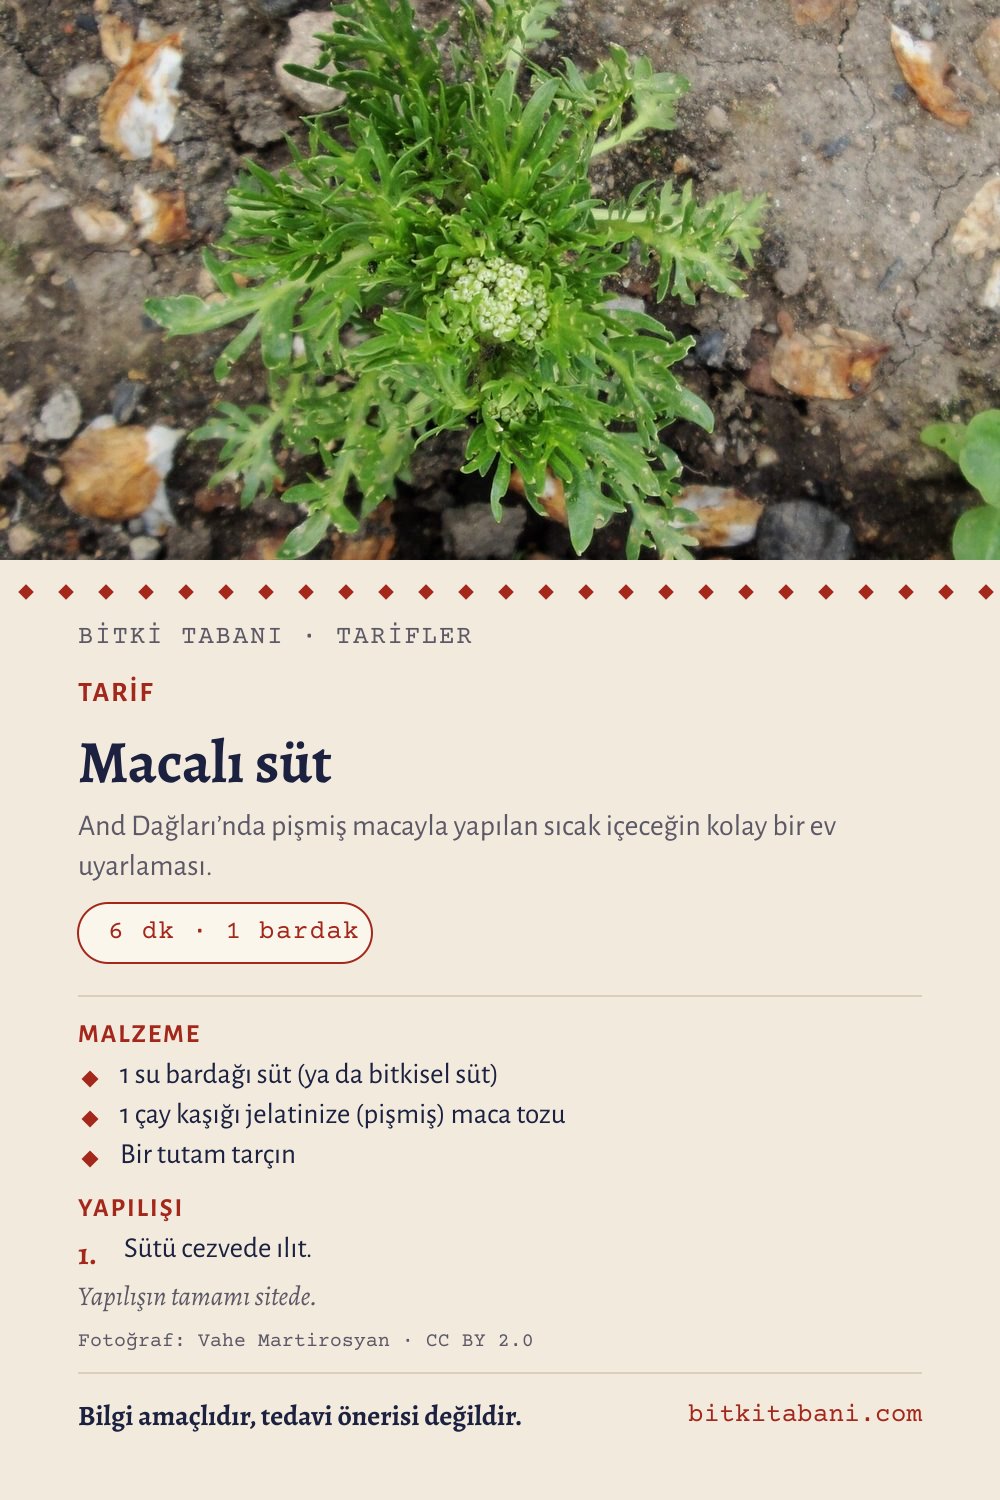 BİTKİ TABANI · TARİFLER
TARİF
Macalı süt
And Dağları’nda pişmiş macayla yapılan sıcak içeceğin kolay bir ev
uyarlaması.
6 dk · 1 bardak
MALZEME
1 su bardağı süt (ya da bitkisel süt)
1 çay kaşığı jelatinize (pişmiş) maca tozu
Bir tutam tarçın
YAPILIŞI
1. Sütü cezvede ılıt.
Yapılışın tamamı sitede.
Fotoğraf: Vahe Martirosyan · CC BY 2.0
Bilgi amaçlıdır, tedavi önerisi değildir.
bitkitabani.com